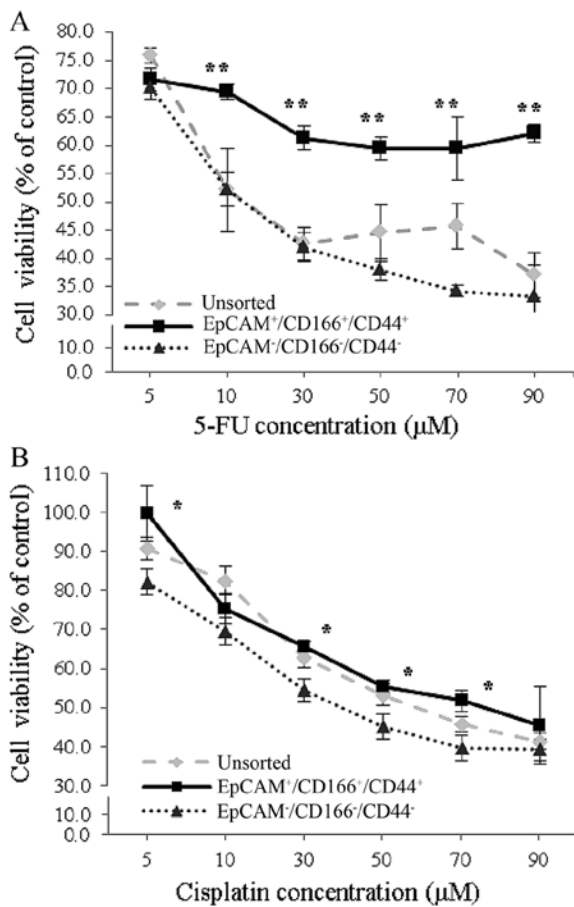 A
Cell viability (% of control)
80.0
75.0
70.0
65.0
60.0
55.0
50.0
45.0
40.0
35.0
30.0
10.0
0.0
** ** ** ** **
Unsorted
EpCAM⁺/CD166⁺/CD44⁺
EpCAM⁻/CD166⁻/CD44⁻
5 10 30 50 70 90
5-FU concentration (μM)
B
Cell viability (% of control)
110.0
100.0
90.0
80.0
70.0
60.0
50.0
40.0
30.0
10.0
0.0
* * * *
Unsorted
EpCAM⁺/CD166⁺/CD44⁺
EpCAM⁻/CD166⁻/CD44⁻
5 10 30 50 70 90
Cisplatin concentration (μM)